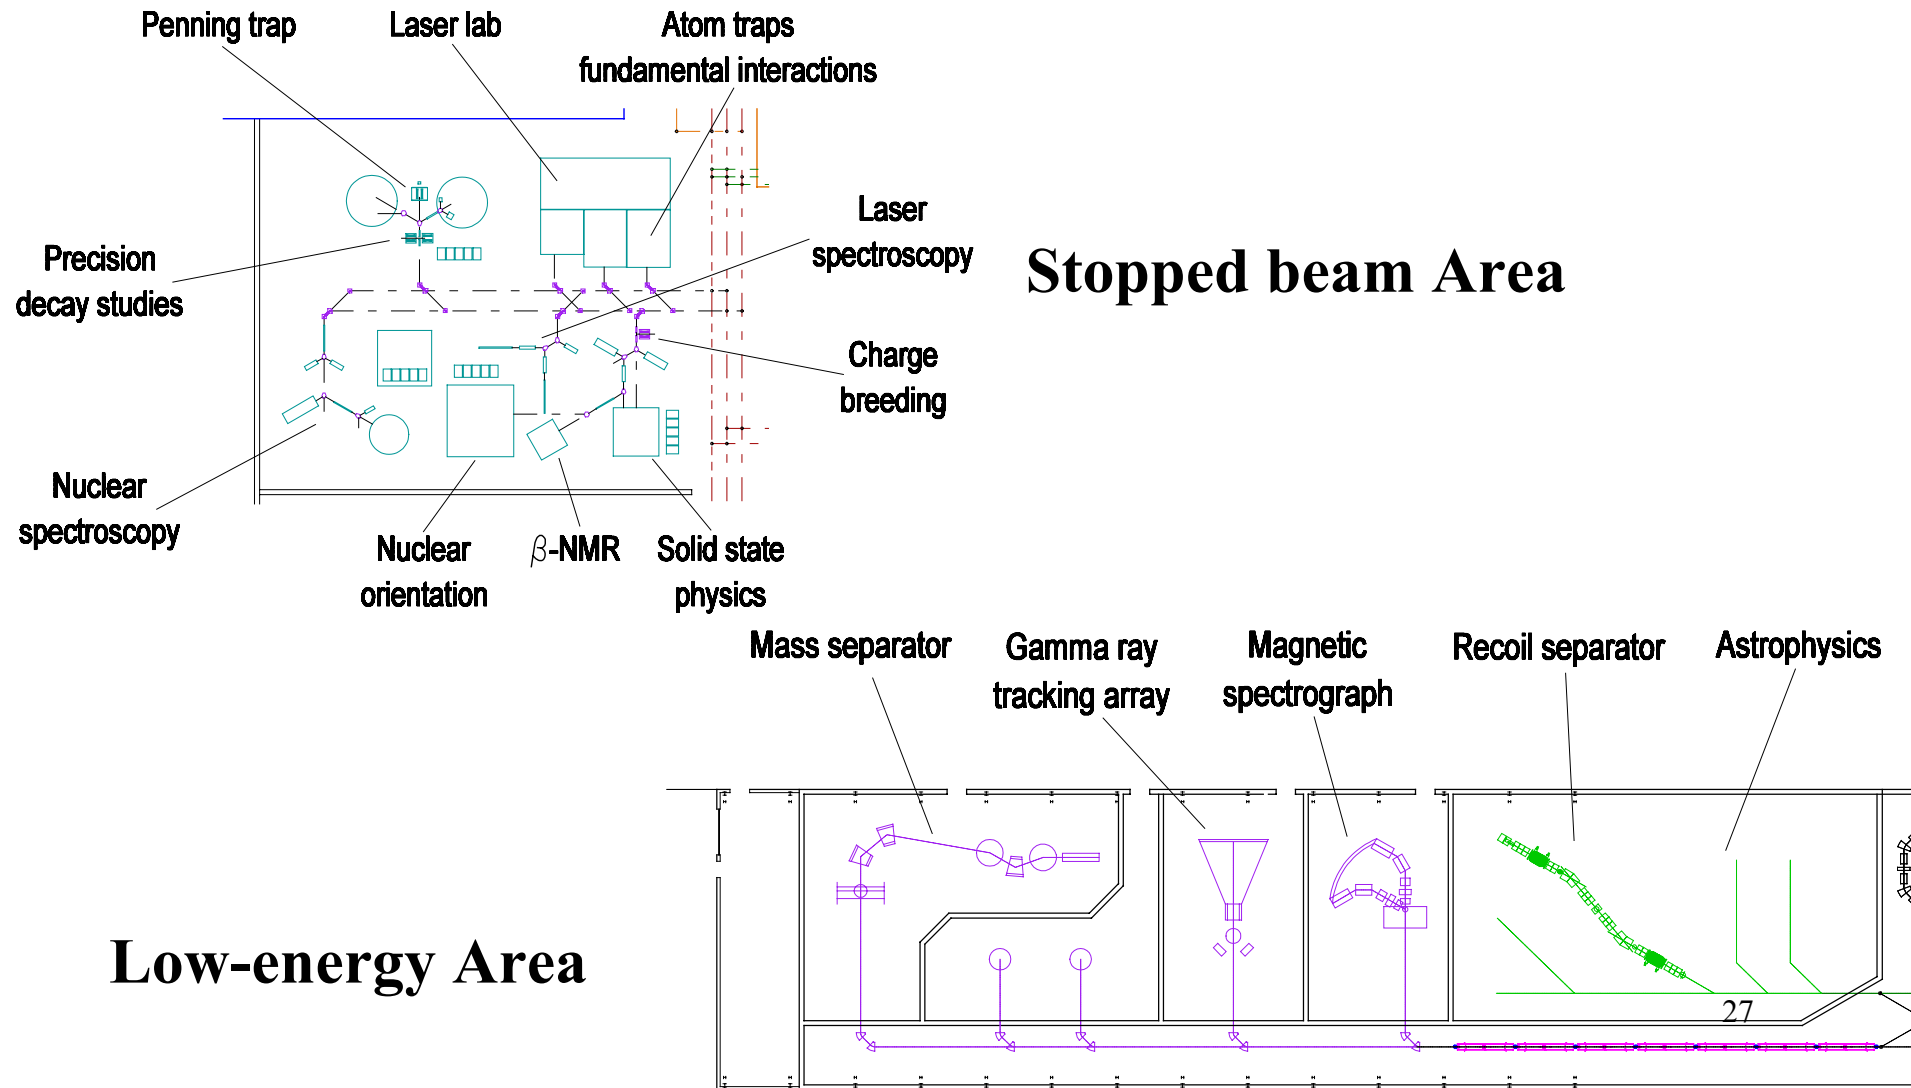 Penning trap
Laser lab
Atom traps
fundamental interactions
Laser
spectroscopy
Precision
decay studies
Stopped beam Area
Charge
breeding
Nuclear
spectroscopy
Nuclear
orientation
β-NMR
Solid state
physics
Mass separator
Gamma ray
tracking array
Magnetic
spectrograph
Recoil separator
Astrophysics
Low-energy Area
27